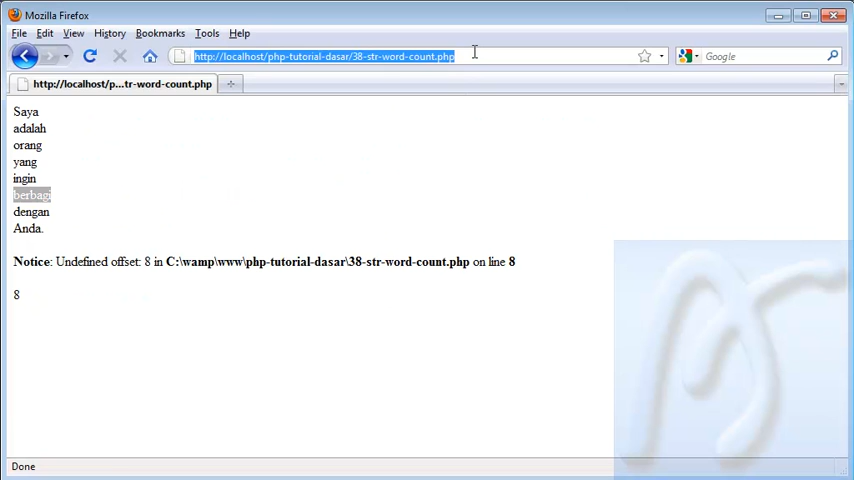 Mozilla Firefox
File Edit View History Bookmarks Tools Help
http://localhost/php-tutorial-dasar/38-str-word-count.php
Google
http://localhost/p...tr-word-count.php
Saya
adalah
orang
yang
ingin
berbagi
dengan
Anda.
Notice: Undefined offset: 8 in C:\wamp\www\php-tutorial-dasar\38-str-word-count.php on line 8
8
Done